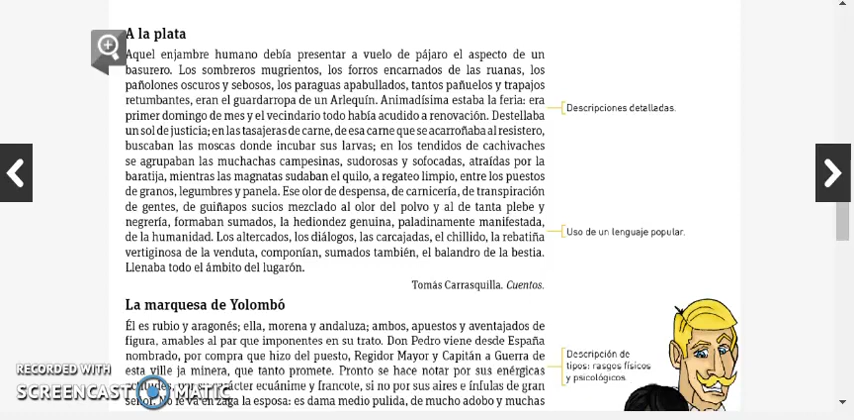 A la plata
Aquel enjambre humano debía presentar a vuelo de pájaro el aspecto de un
basurero. Los sombreros mugrientos, los forros encarnados de las ruanas, los
pañolones oscuros y sebosos, los paraguas apabullados, tantos pañuelos y trapajos
retumbantes, eran el guardarropa de un Arlequín. Animadísima estaba la feria: era
primer domingo de mes y el vecindario todo había acudido a renovación. Destellaba
un sol de justicia; en las tasajeras de carne, de esa carne que se acarroñaba al resistero,
buscaban las moscas donde incubar sus larvas; en los tendidos de cachivaches
se agrupaban las muchachas campesinas, sudorosas y sofocadas, atraídas por la
baratija, mientras las magnatas sudaban el quilo, a regateo limpio, entre los puestos
de granos, legumbres y panela. Ese olor de despensa, de carnicería, de transpiración
de gentes, de guiñapos sucios mezclado al olor del polvo y al de tanta plebe y
negrería, formaban sumados, la hediondez genuina, paladinamente manifestada,
de la humanidad. Los altercados, los diálogos, las carcajadas, el chillido, la rebatiña
vertiginosa de la venduta, componían, sumados también, el balandro de la bestia.
Llenaba todo el ámbito del lugarón.
Tomás Carrasquilla. Cuentos.
Descripciones detalladas.
Uso de un lenguaje popular.
La marquesa de Yolombó
Él es rubio y aragonés; ella, morena y andaluza; ambos, apuestos y aventajados de
figura, amables al par que imponentes en su trato. Don Pedro viene desde España
nombrado, por compra que hizo del puesto, Regidor Mayor y Capitán a Guerra de
esta villa ya minera, que tanto promete. Pronto se hace notar por sus enérgicas
carácter ecuánime y francote, si no por sus aires e ínfulas de gran
señor. No le va en zaga la esposa: es dama medio pulida, de mucho adobo y muchas
Descripción de
tipos: rasgos físicos
y psicológicos.
RECORDED WITH
SCREENCAST MATIC